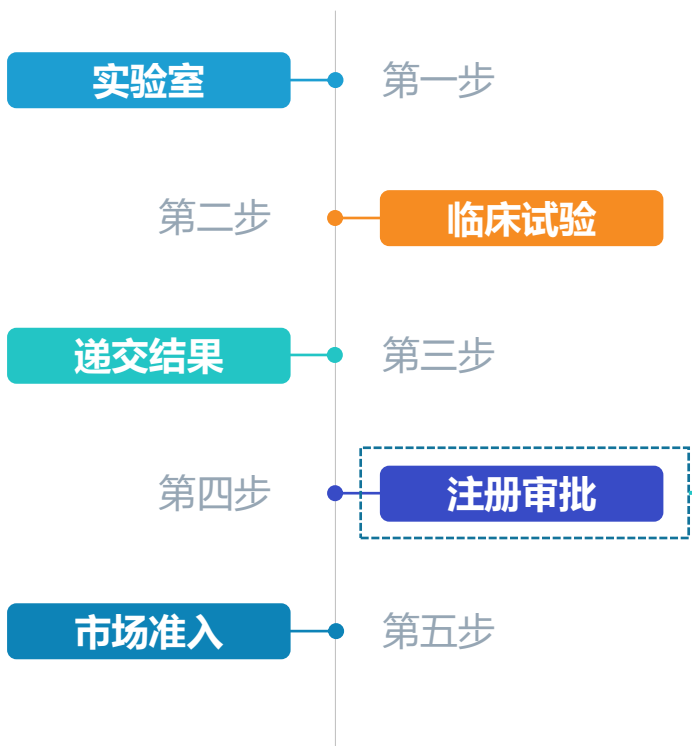 实验室
第一步
第二步
临床试验
递交结果
第三步
第四步
注册审批
市场准入
第五步